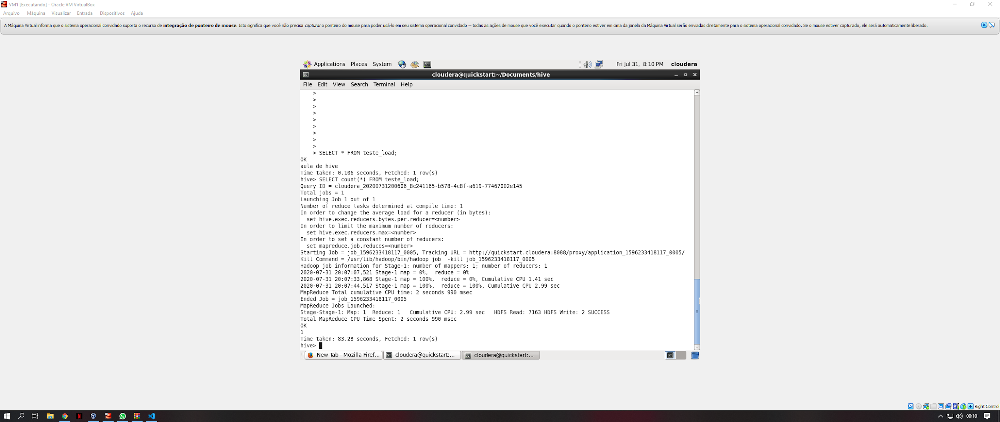 VM1 [Executando] - Oracle VM VirtualBox
Arquivo Máquina Visualizar Entrada Dispositivos Ajuda
A Máquina Virtual informa que o sistema operacional convidado suporta o recurso de integração de ponteiro de mouse. Isto significa que você não precisa capturar o ponteiro do mouse para poder usá-lo em seu sistema operacional convidado -- todas as ações de mouse que você executar quando o ponteiro estiver em cima da janela da Máquina Virtual serão enviadas diretamente para o sistema operacional convidado. Se o mouse estiver capturado, ele será automaticamente liberado.
Applications Places System Fri Jul 31, 8:10 PM cloudera
cloudera@quickstart:~/Documents/hive
File Edit View Search Terminal Help
>
>
>
>
>
>
>
>
>
> SELECT * FROM teste_load;
OK
aula de hive
Time taken: 0.106 seconds, Fetched: 1 row(s)
hive> SELECT count(*) FROM teste_load;
Query ID = cloudera_20200731200606_8c241165-b578-4c8f-a619-77467002e145
Total jobs = 1
Launching Job 1 out of 1
Number of reduce tasks determined at compile time: 1
In order to change the average load for a reducer (in bytes):
set hive.exec.reducers.bytes.per.reducer=<number>
In order to limit the maximum number of reducers:
set hive.exec.reducers.max=<number>
In order to set a constant number of reducers:
set mapreduce.job.reduces=<number>
Starting Job = job_1596233418117_0005, Tracking URL = http://quickstart.cloudera:8088/proxy/application_1596233418117_0005/
Kill Command = /usr/lib/hadoop/bin/hadoop job  -kill job_1596233418117_0005
Hadoop job information for Stage-1: number of mappers: 1; number of reducers: 1
2020-07-31 20:07:07,521 Stage-1 map = 0%,  reduce = 0%
2020-07-31 20:07:33,868 Stage-1 map = 100%,  reduce = 0%, Cumulative CPU 1.41 sec
2020-07-31 20:07:44,517 Stage-1 map = 100%,  reduce = 100%, Cumulative CPU 2.99 sec
MapReduce Total cumulative CPU time: 2 seconds 990 msec
Ended Job = job_1596233418117_0005
MapReduce Jobs Launched:
Stage-Stage-1: Map: 1  Reduce: 1   Cumulative CPU: 2.99 sec   HDFS Read: 7163 HDFS Write: 2 SUCCESS
Total MapReduce CPU Time Spent: 2 seconds 990 msec
OK
1
Time taken: 83.28 seconds, Fetched: 1 row(s)
hive>
New Tab - Mozilla Firef... cloudera@quickstart:... cloudera@quickstart:...
Right Control
00:10